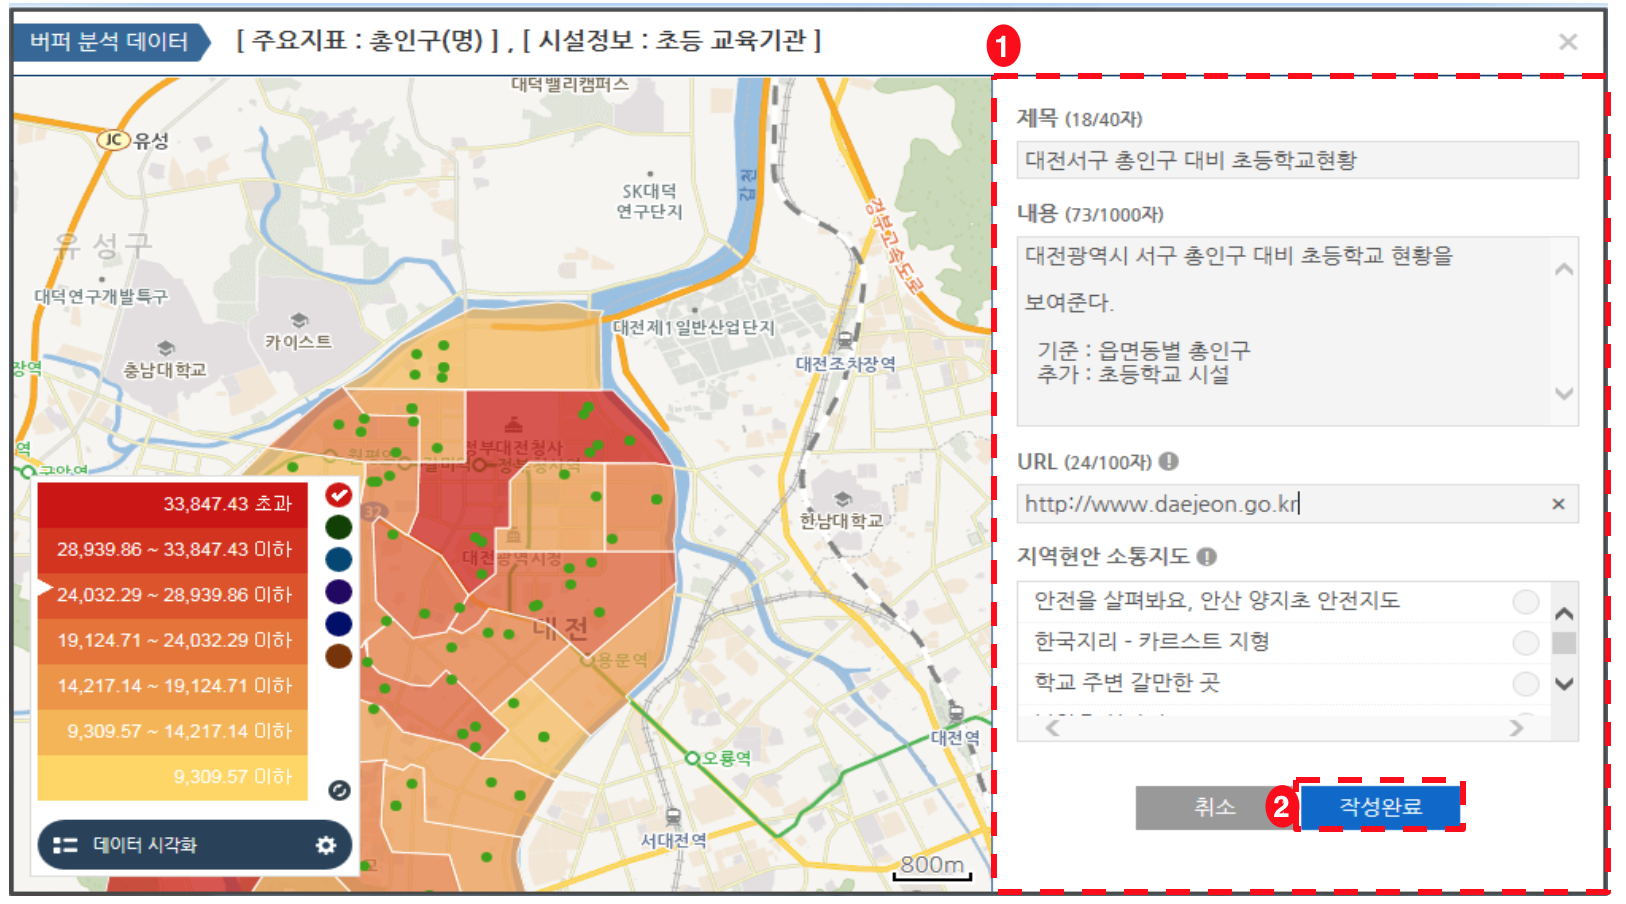 버퍼 분석 데이터
[ 주요지표 : 총인구(명) ] , [ 시설정보 : 초등 교육기관 ]
1
×
대덕밸리캠퍼스
JC 유성
SK대덕
연구단지
갑천
경부고속도로
유성구
대덕연구개발특구
카이스트
충남대학교
장역
대전제1일반산업단지
대전조차장역
정부대전청사
역
구암역
32
대전광역시청
한남대학교
대전
용문역
대전역
오룡역
서대전역
800m
33,847.43 초과
28,939.86 ~ 33,847.43 이하
24,032.29 ~ 28,939.86 이하
19,124.71 ~ 24,032.29 이하
14,217.14 ~ 19,124.71 이하
9,309.57 ~ 14,217.14 이하
9,309.57 이하
데이터 시각화
제목 (18/40자)
대전서구 총인구 대비 초등학교현황
내용 (73/1000자)
대전광역시 서구 총인구 대비 초등학교 현황을
보여준다.
기준 : 읍면동별 총인구
추가 : 초등학교 시설
URL (24/100자)
http://www.daejeon.go.kr
×
지역현안 소통지도
안전을 살펴봐요, 안산 양지초 안전지도
한국지리 - 카르스트 지형
학교 주변 갈만한 곳
취소
2
작성완료